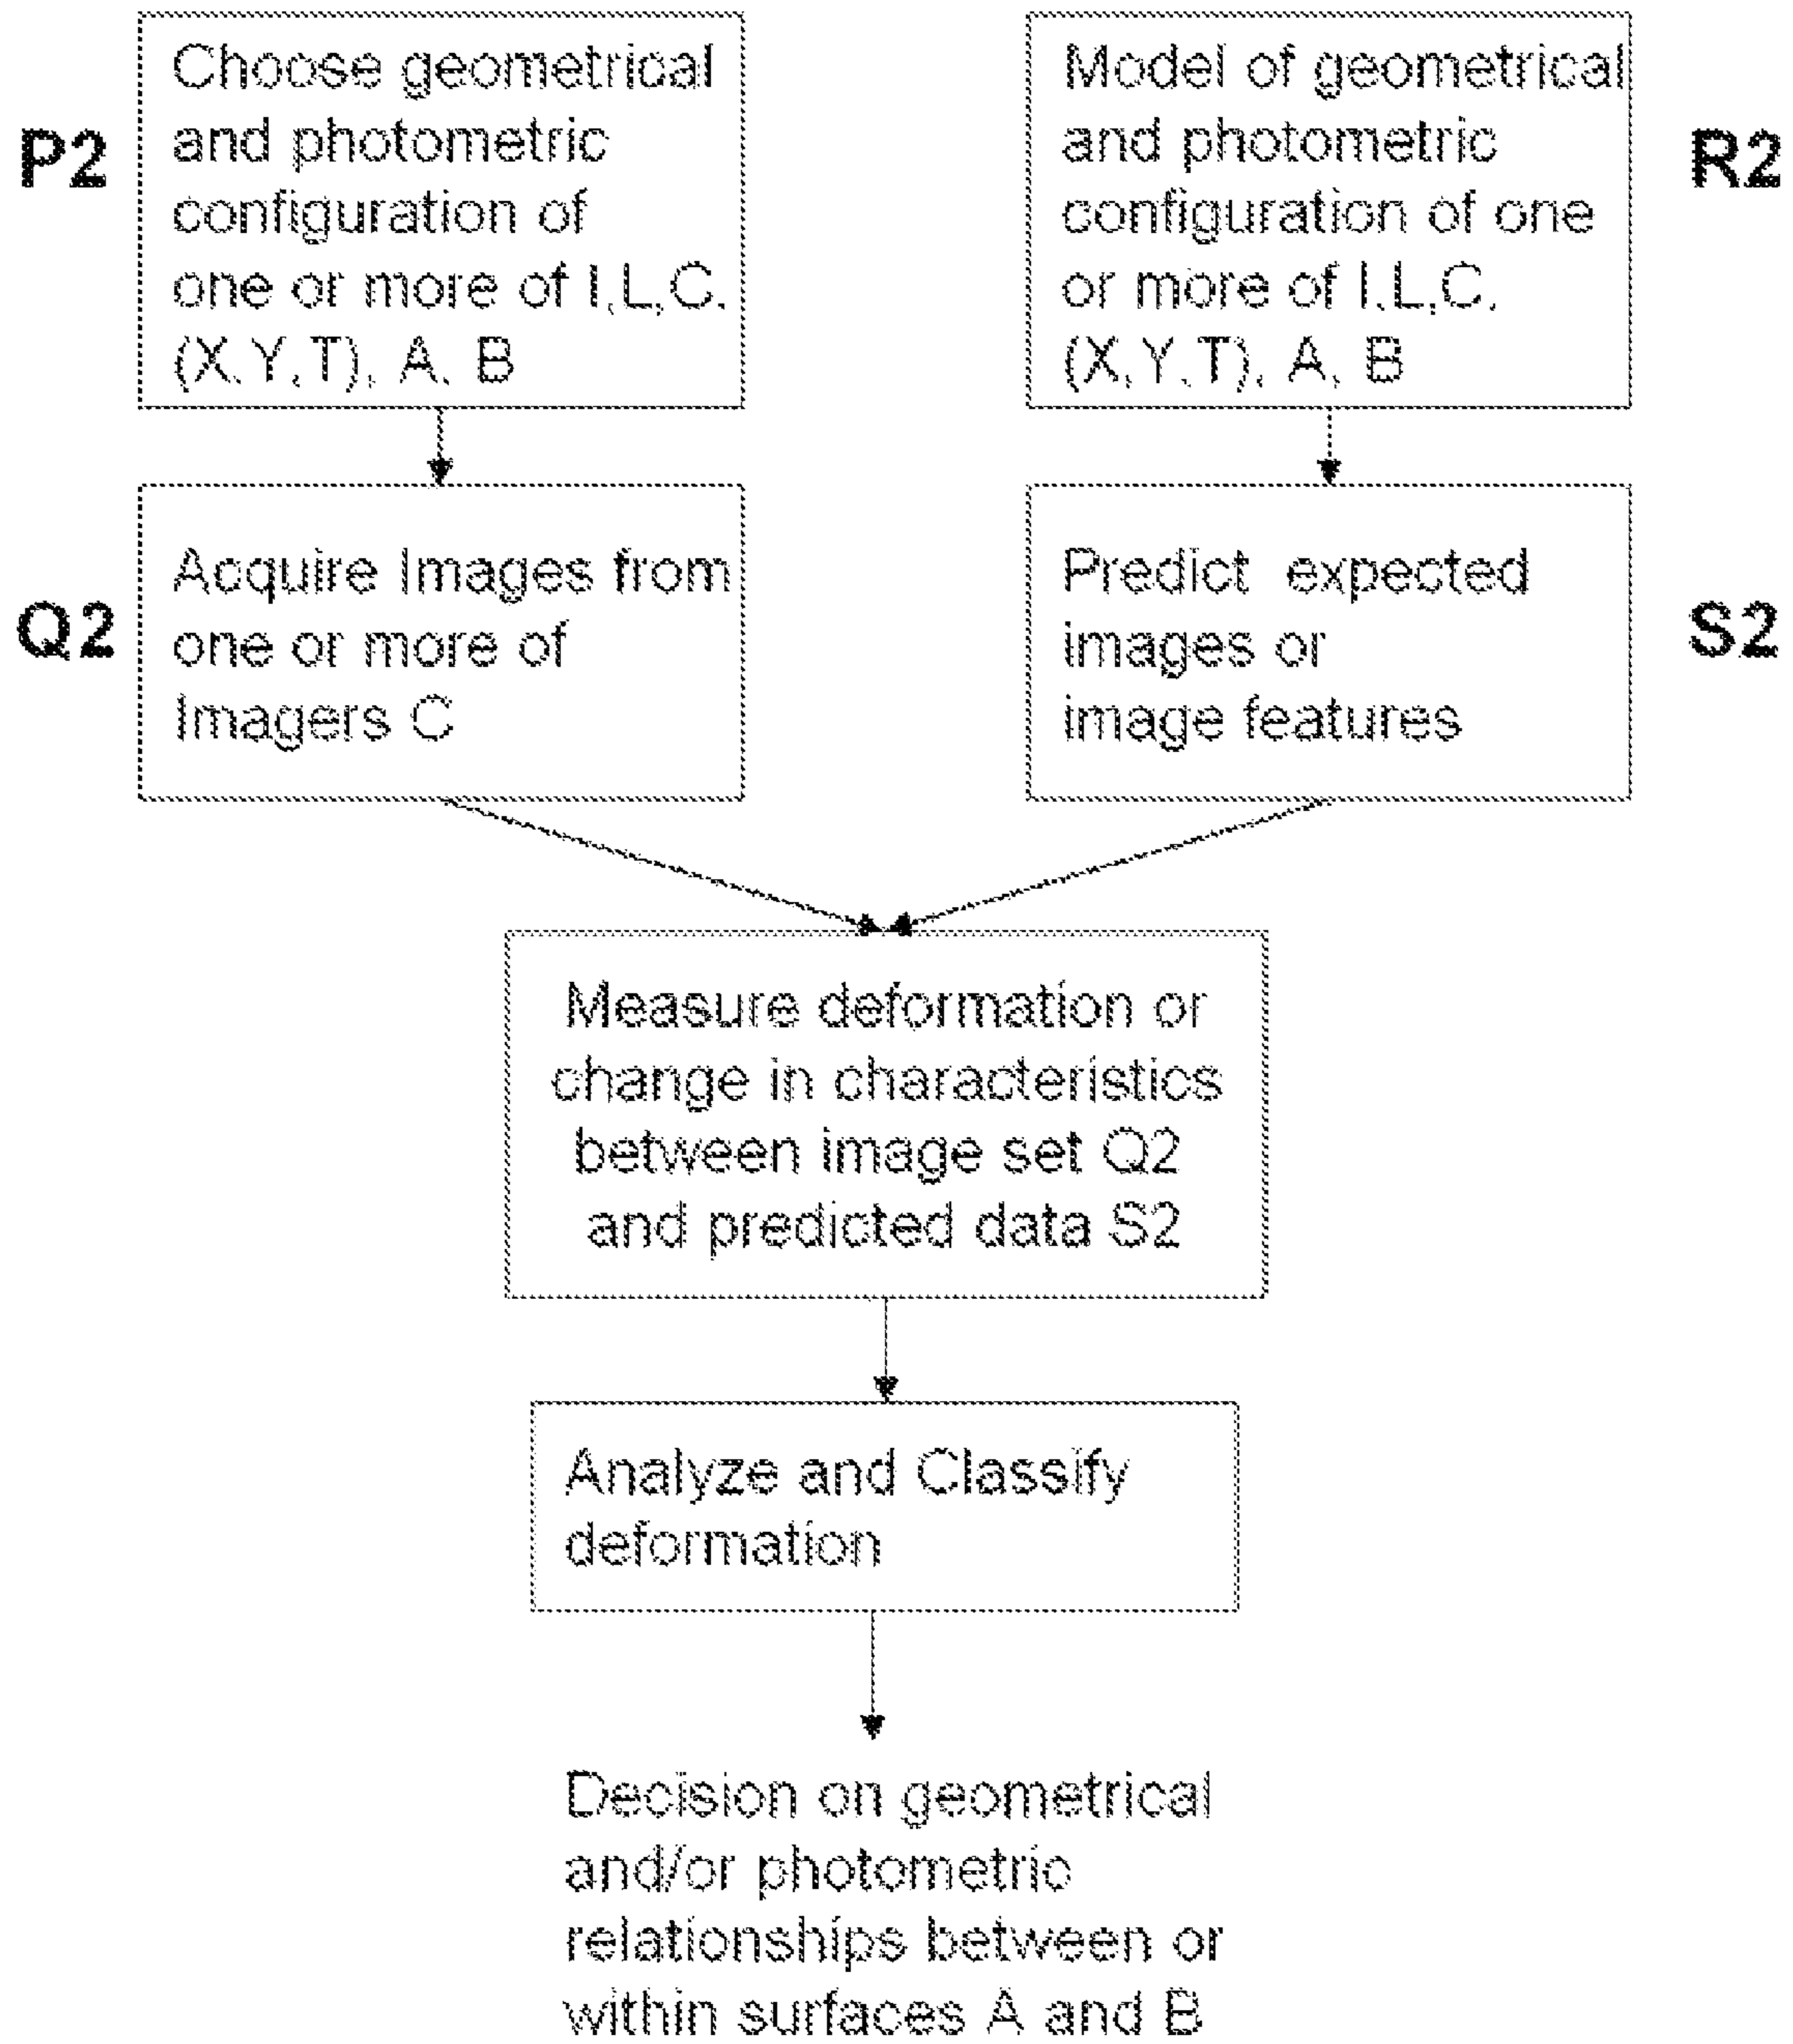 P2
Choose geometrical
and photometric
configuration of
one or more of I,L,C,
(X,Y,T), A, B
R2
Model of geometrical
and photometric
configuration of one
or more of I,L,C,
(X,Y,T), A, B
Q2
Acquire Images from
one or more of
Imagers C
S2
Predict expected
images or
image features
Measure deformation or
change in characteristics
between image set Q2
and predicted data S2
Analyze and Classify
deformation
Decision on geometrical
and/or photometric
relationships between or
within surfaces A and B